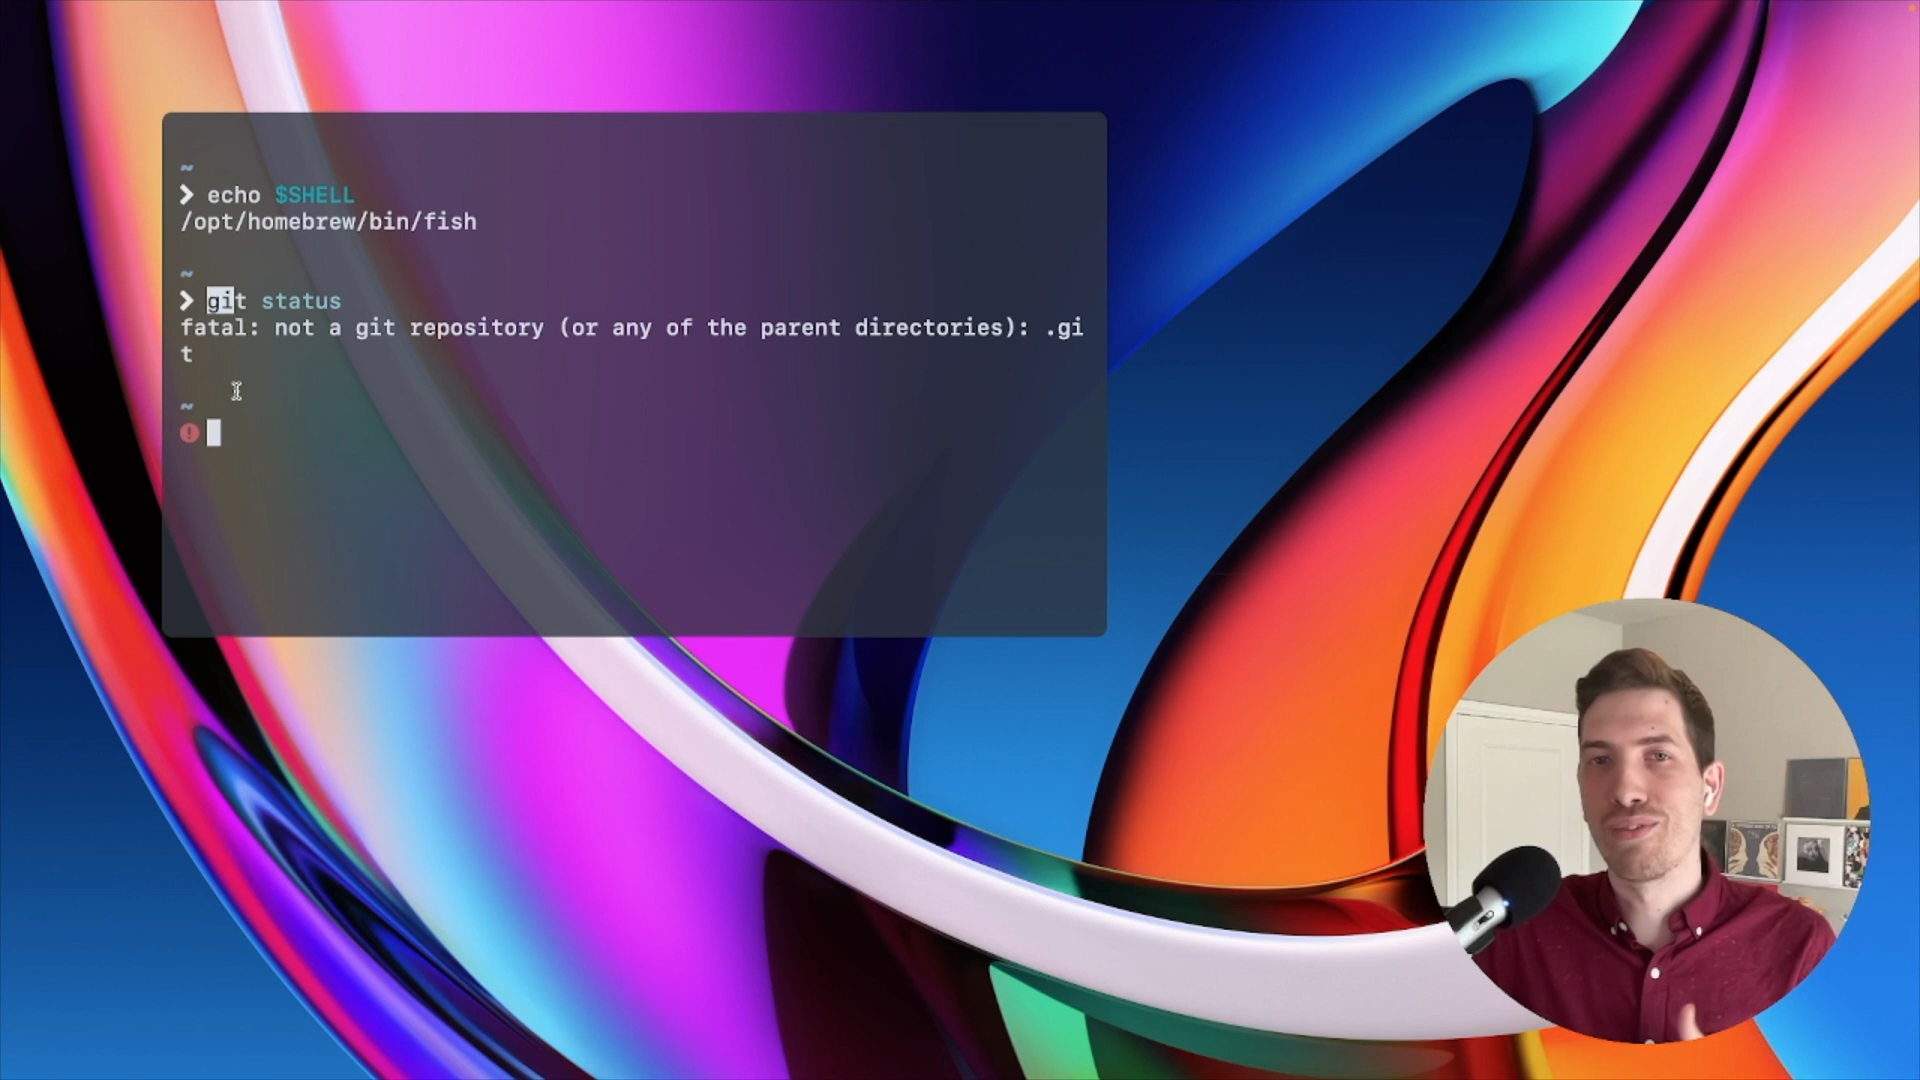 ~
❯ echo $SHELL
/opt/homebrew/bin/fish
~
❯ git status
fatal: not a git repository (or any of the parent directories): .gi
t
~
!